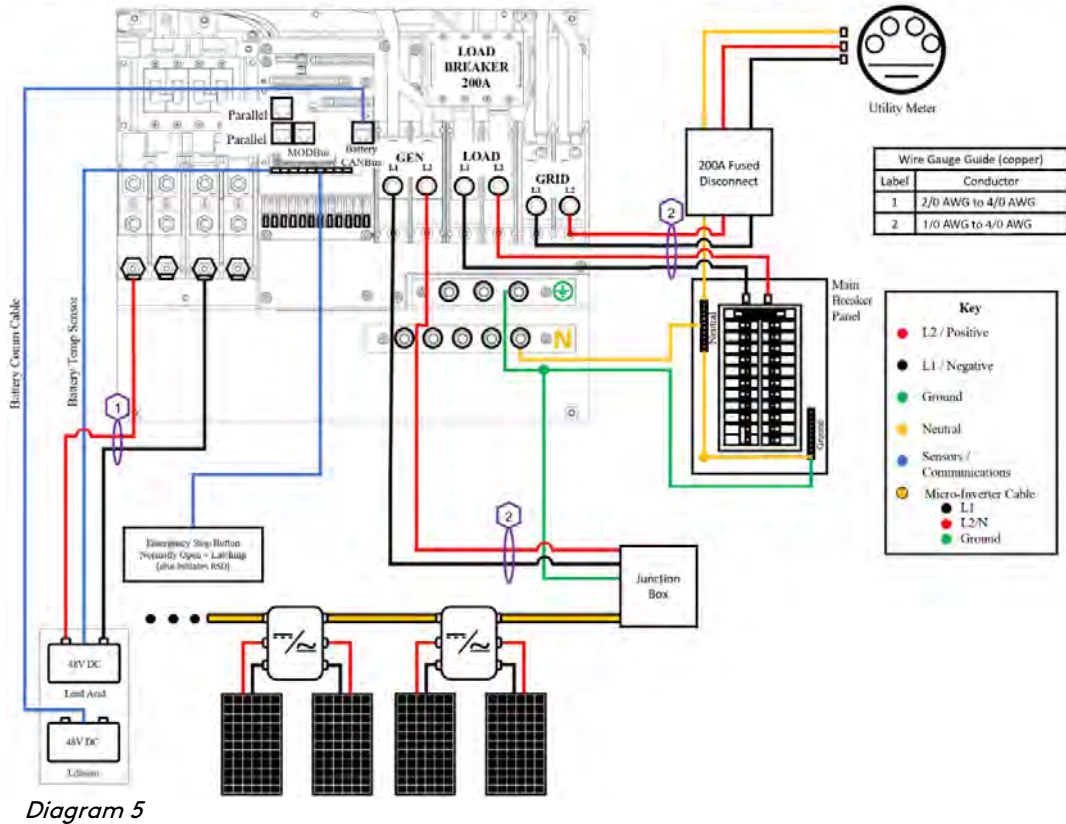 LOAD
BREAKER
200A
Parallel
Parallel
MODBus
Battery
CANBus
GEN
L1 L2
LOAD
L1 L2
GRID
L1 L2
N
Utility Meter
200A Fused
Disconnect
Wire Gauge Guide (copper)
Label Conductor
1 2/0 AWG to 4/0 AWG
2 1/0 AWG to 4/0 AWG
2
Main
Breaker
Panel
Neutral
Ground
Key
L2 / Positive
L1 / Negative
Ground
Neutral
Sensors /
Communications
Micro-Inverter Cable
L1
L2/N
Ground
Battery Comm Cable
Battery Temp Sensor
1
Emergency Stop Button
Normally Open - Latching
(also Initiates RSD)
2
Junction
Box
48V DC
Lead Acid
48V DC
Lithium
Diagram 5